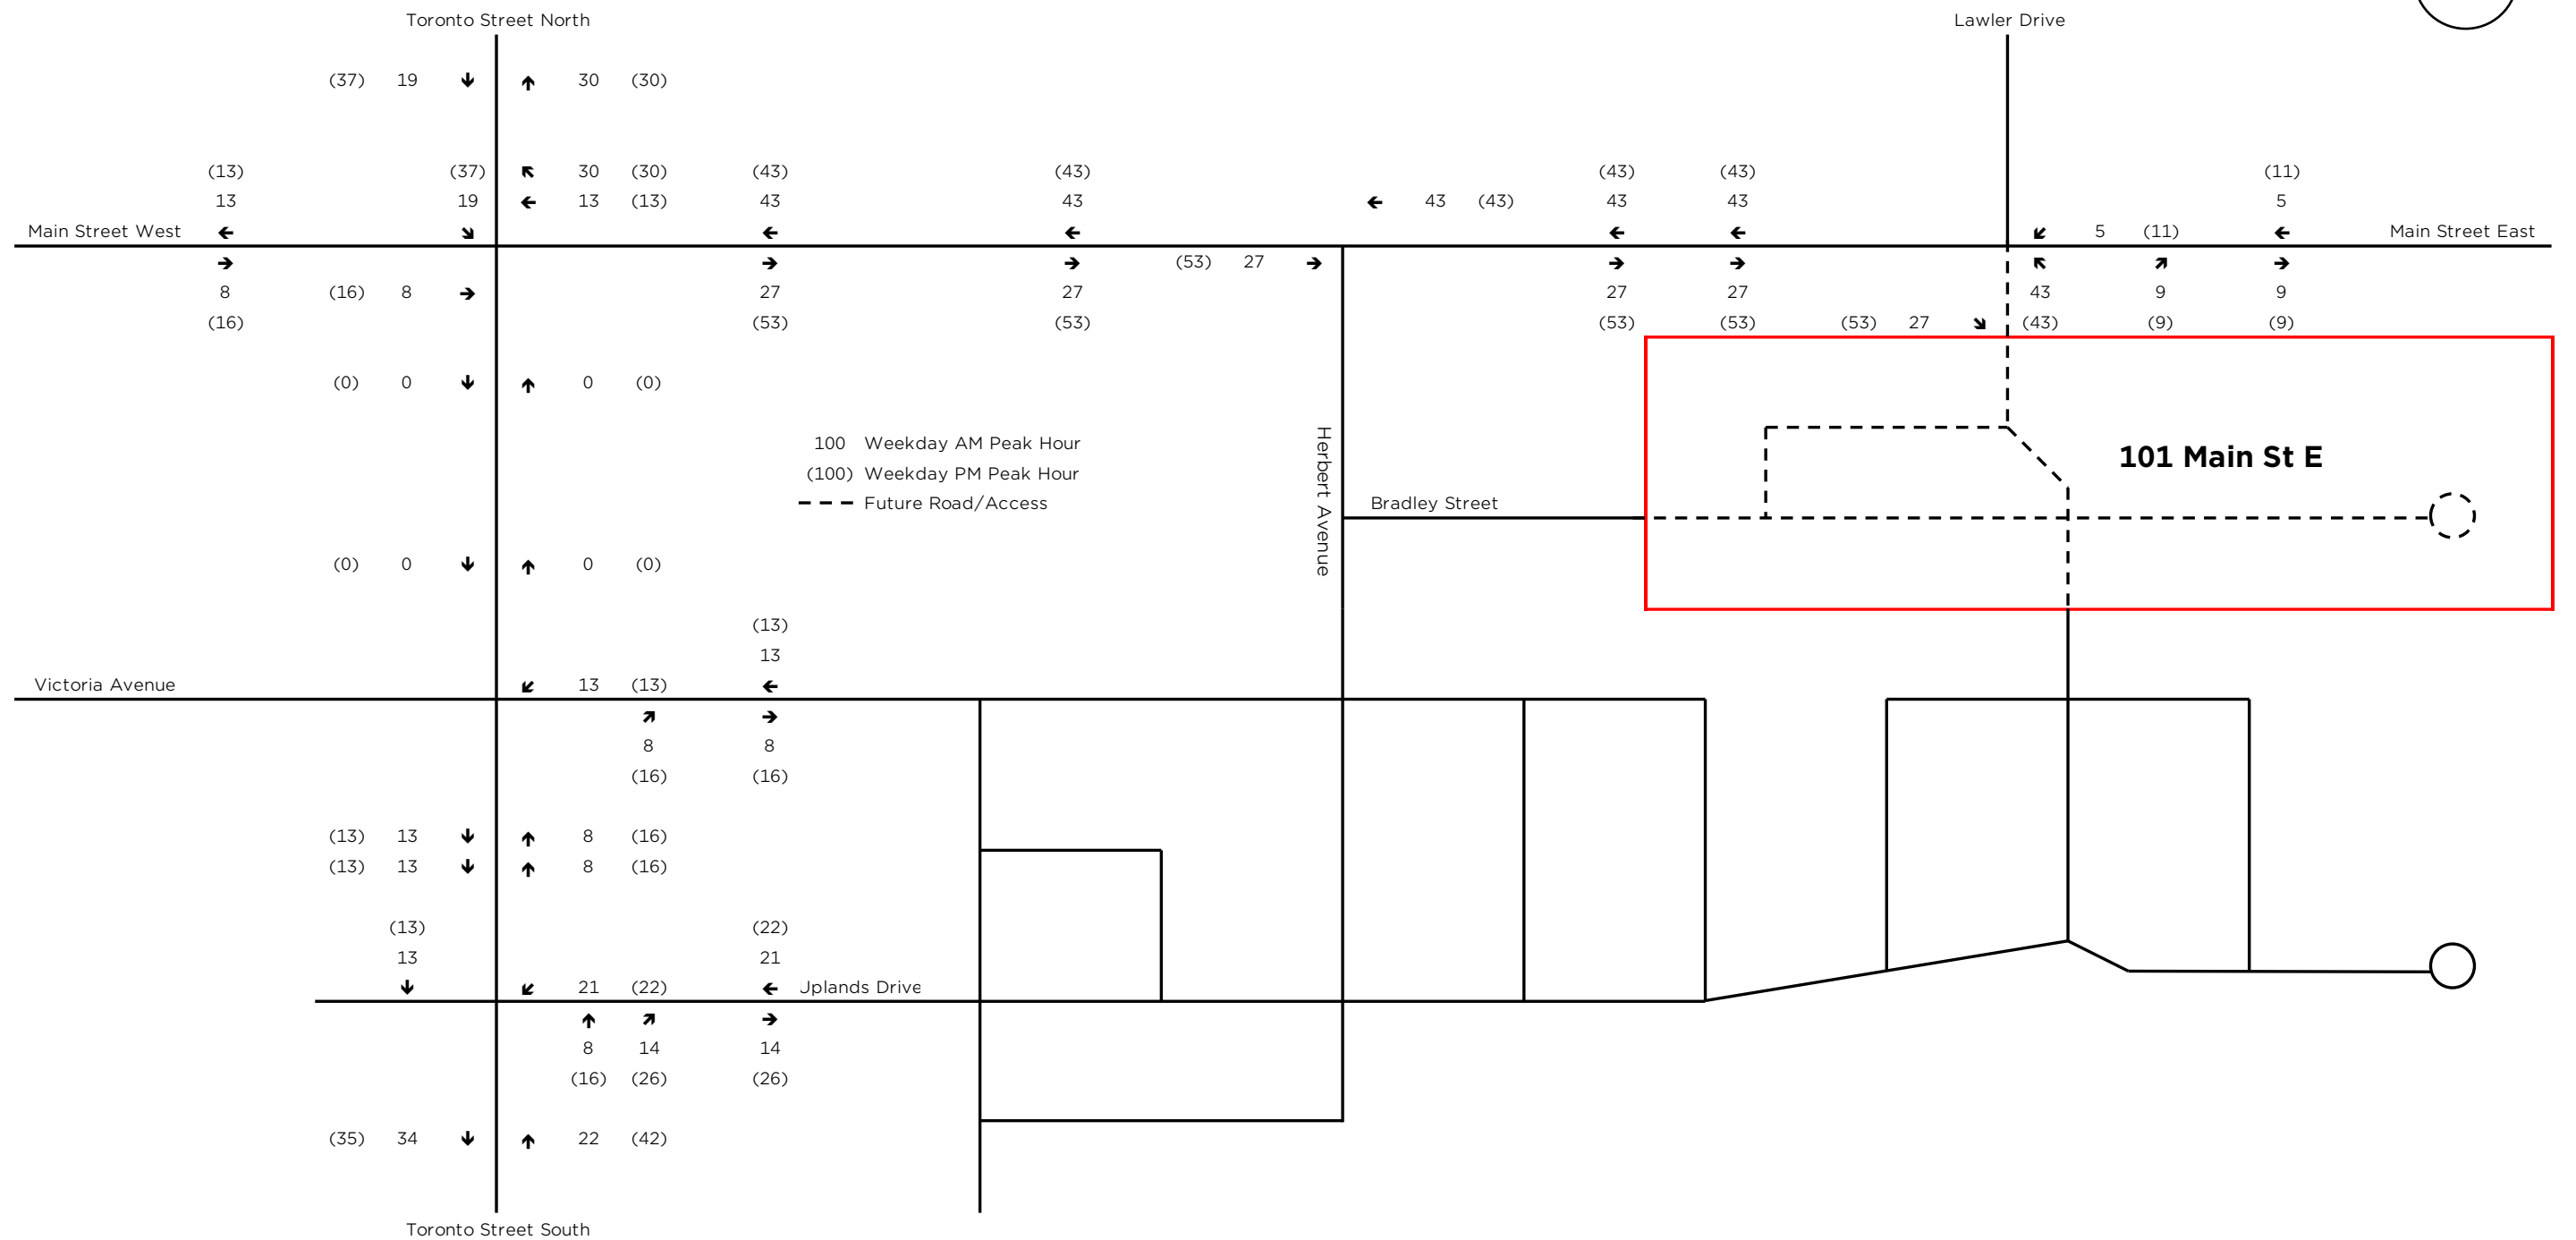 Toronto Street North Lawler Drive
(37) 19 30 (30)
(13) (37) 30 (30) (43) (43) (43) (43) (11)
13 19 13 (13) 43 43 43 (43) 43 43 5
Main Street West 5 (11) Main Street East
(53) 27
8 (16) 8 27 27 27 27 43 9 9
(16) (53) (53) (53) (53) (53) 27 (43) (9) (9)
(0) 0 0 (0)
100 Weekday AM Peak Hour
101 Main St E
(100) Weekday PM Peak Hour
Future Road/Access
Herbert Avenue
Bradley Street
(0) 0 0 (0)
(13)
13
Victoria Avenue 13 (13)
8 8
(16) (16)
(13) 13 8 (16)
(13) 13 8 (16)
(13) (22)
13 21
21 (22) Uplands Drive
8 14 14
(16) (26) (26)
(35) 34 22 (42)
Toronto Street South